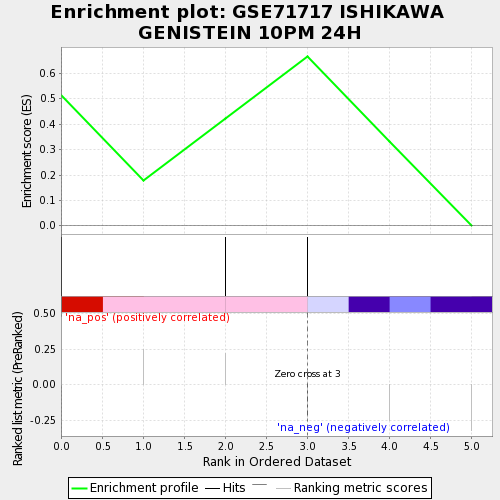 Enrichment plot: GSE71717 ISHIKAWA
GENISTEIN 10PM 24H
Enrichment score (ES)
0.6
0.5
0.4
0.3
0.2
0.1
0.0
Ranked list metric (PreRanked)
0.50
0.25
0.00
-0.25
'na_pos' (positively correlated)
Zero cross at 3
'na_neg' (negatively correlated)
0.0 0.5 1.0 1.5 2.0 2.5 3.0 3.5 4.0 4.5 5.0
Rank in Ordered Dataset
Enrichment profile Hits Ranking metric scores